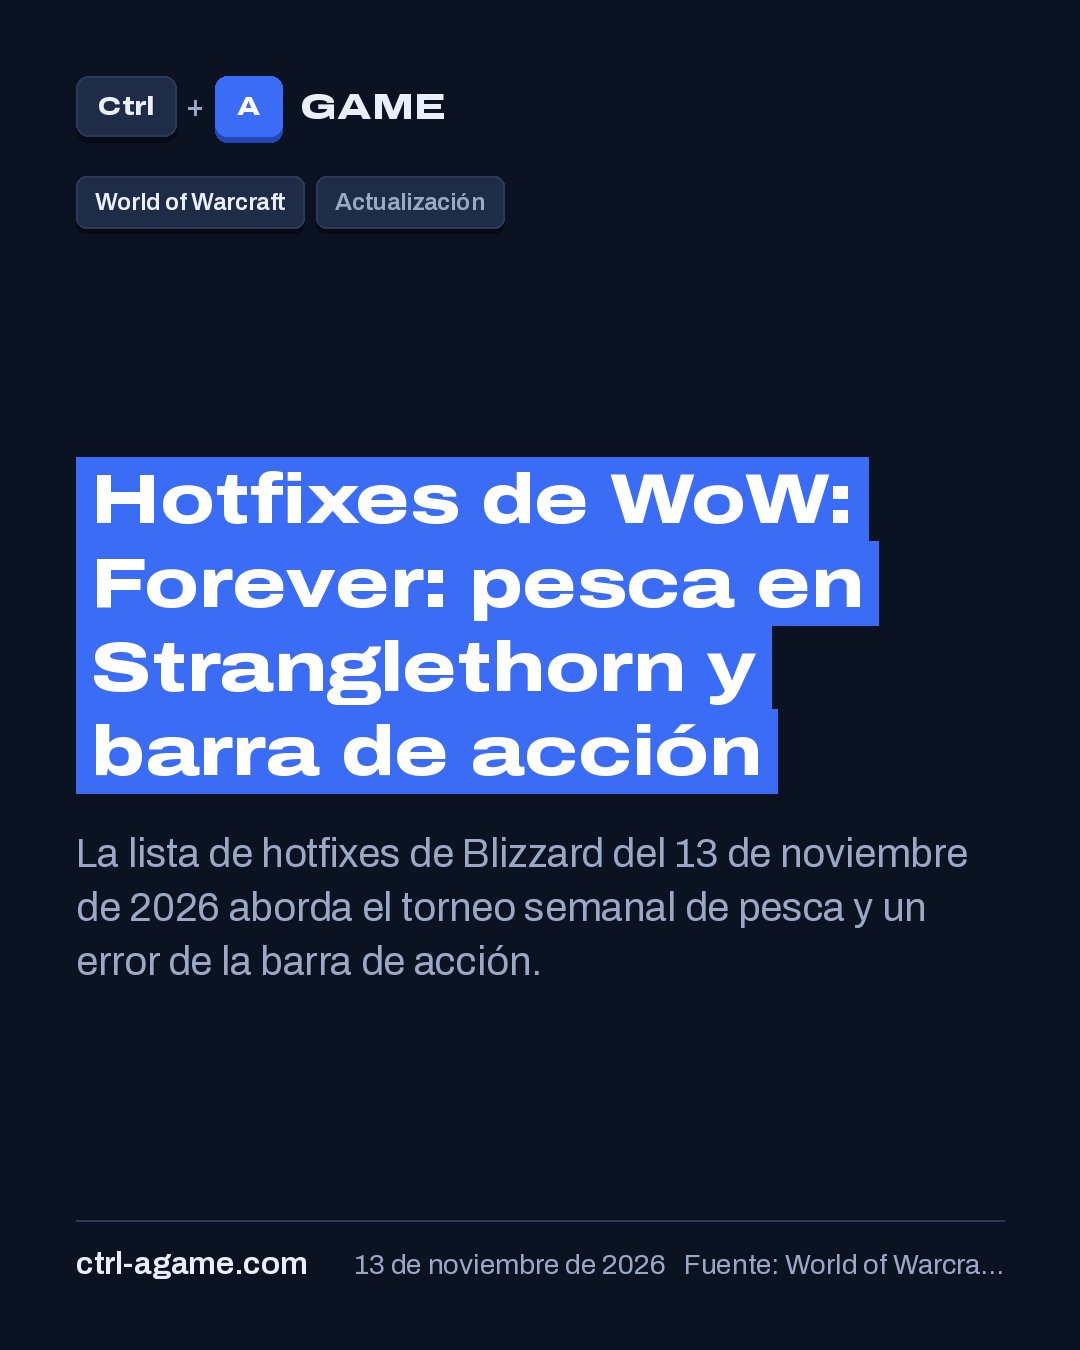 Ctrl + A GAME
World of Warcraft Actualización
Hotfixes de WoW:
Forever: pesca en
Stranglethorn y
barra de acción
La lista de hotfixes de Blizzard del 13 de noviembre
de 2026 aborda el torneo semanal de pesca y un
error de la barra de acción.
ctrl-agame.com 13 de noviembre de 2026 Fuente: World of Warcra...